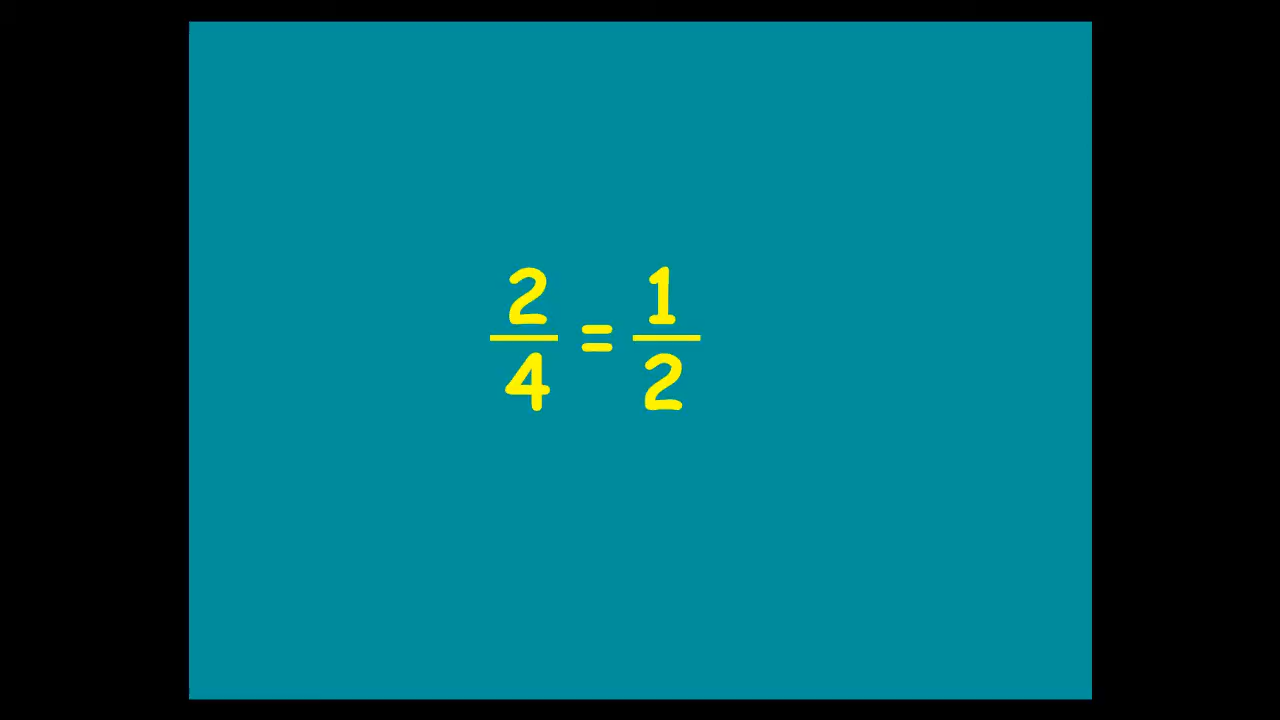 2/4 = 1/2